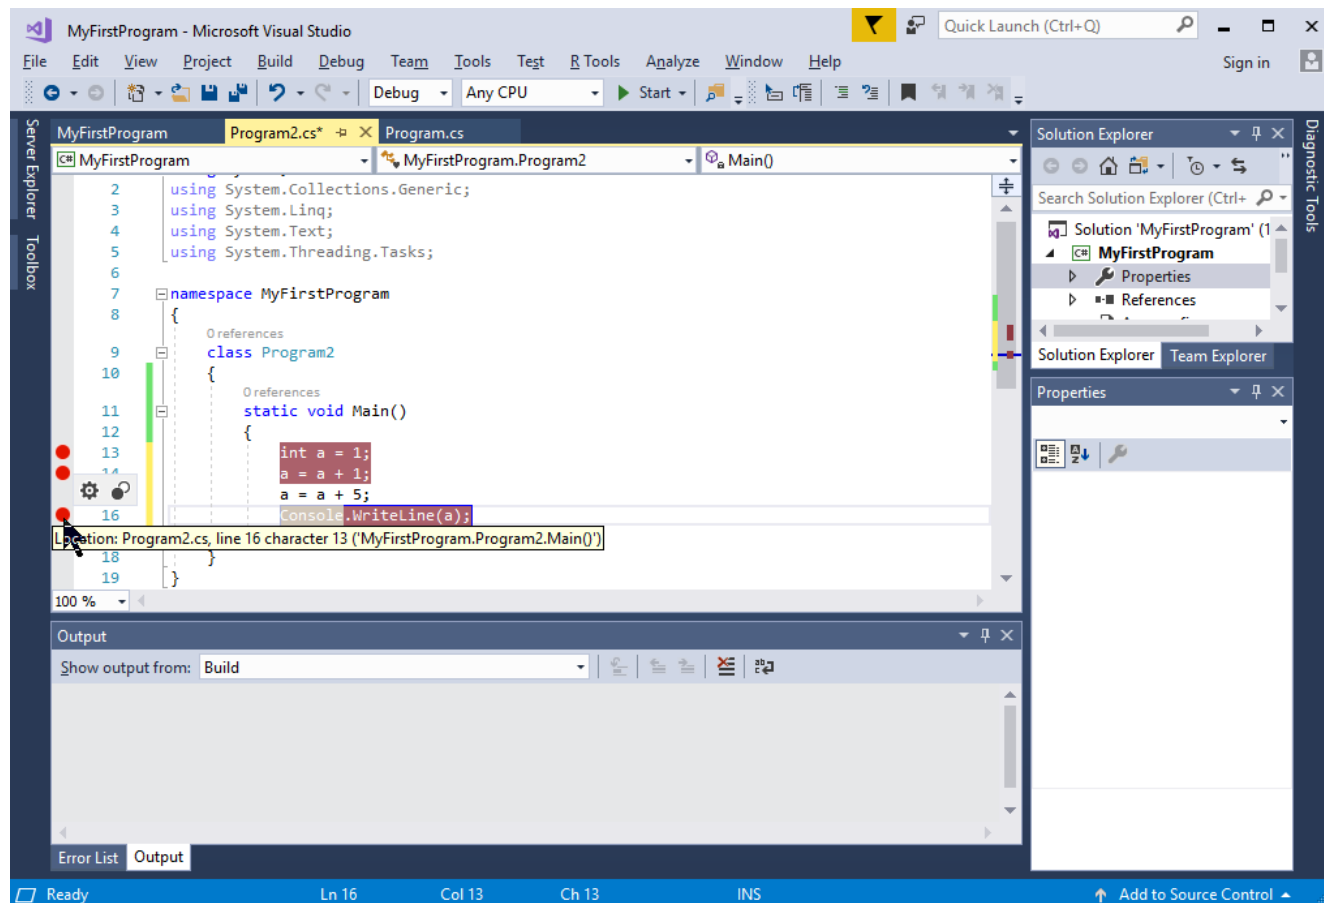 MyFirstProgram - Microsoft Visual Studio
Quick Launch (Ctrl+Q)
File Edit View Project Build Debug Team Tools Test R Tools Analyze Window Help
Sign in
Debug Any CPU Start
Server Explorer
Toolbox
MyFirstProgram Program2.cs* Program.cs
C# MyFirstProgram MyFirstProgram.Program2 Main()
2 using System.Collections.Generic;
3 using System.Linq;
4 using System.Text;
5 using System.Threading.Tasks;
6
7 namespace MyFirstProgram
8 {
0 references
9 class Program2
10 {
0 references
11 static void Main()
12 {
13 int a = 1;
14 a = a + 1;
a = a + 5;
16 Console.WriteLine(a);
Location: Program2.cs, line 16 character 13 ('MyFirstProgram.Program2.Main()')
18 }
19 }
100 %
Output
Show output from: Build
Error List Output
Solution Explorer
Search Solution Explorer (Ctrl+
Solution 'MyFirstProgram' (1
C# MyFirstProgram
Properties
References
Solution Explorer Team Explorer
Properties
Diagnostic Tools
Ready Ln 16 Col 13 Ch 13 INS Add to Source Control